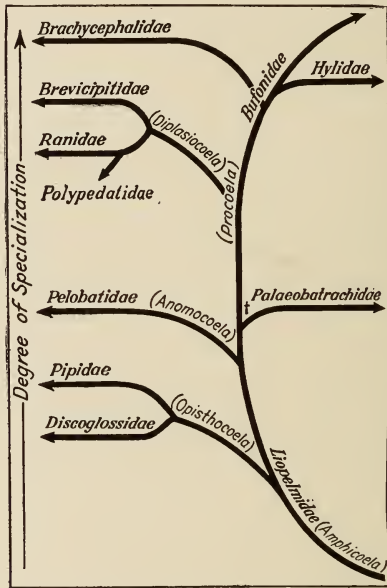 Brachycephalidae
Bufonidae
Hylidae
Brevicipitidae
(Diplasiocoela)
Ranidae
Polypedatidae
(Procoela)
Degree of Specialization
Pelobatidae
(Anomocoela)
†
Palaeobatrachidae
Pipidae
(Opisthocoela)
Discoglossidae
Liopelmidae (Amphicoela)